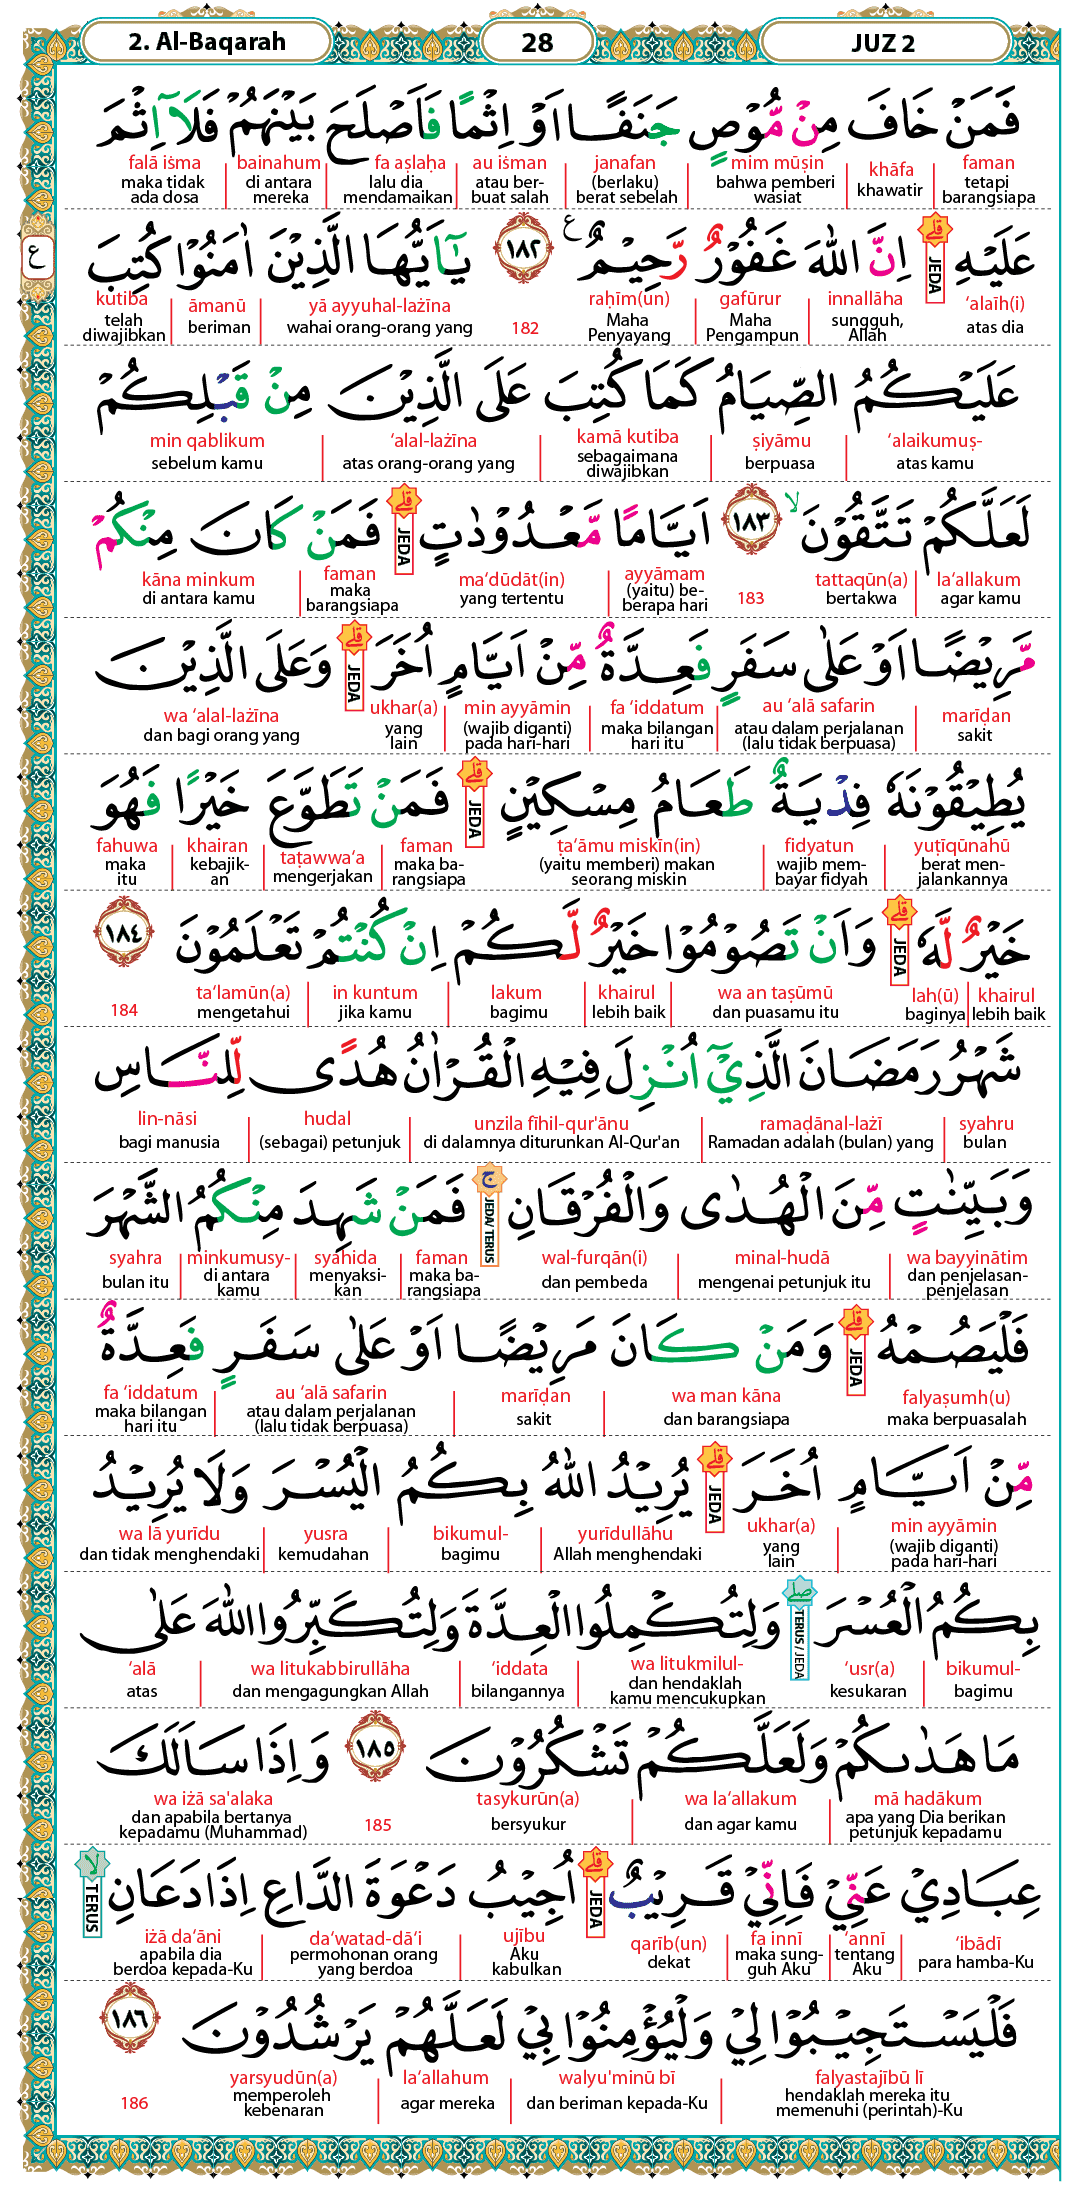 2. Al-Baqarah 28 JUZ 2
فَمَنْ خَافَ مِنْ مُّوْصٍ جَنَفًا اَوْ اِثْمًا فَاَصْلَحَ بَيْنَهُمْ فَلَآ اِثْمَ
faman khāfa mim mūṣin janafan au iṡman fa aṣlaḥa bainahum falā iṡma
tetapi barangsiapa khawatir bahwa pemberi wasiat (berlaku) berat sebelah atau ber-buat salah lalu dia mendamaikan di antara mereka maka tidak ada dosa
عَلَيْهِ ۗ اِنَّ اللّٰهَ غَفُوْرٌ رَّحِيْمٌ ࣖ ١٨٢ يٰٓاَيُّهَا الَّذِيْنَ اٰمَنُوْا كُتِبَ
JEDA
ع
‘alaīh(i) innallāha gafūrur raḥīm(un) yā ayyuhal-lażīna āmanū kutiba
atas dia sungguh, Allah Maha Pengampun Maha Penyayang 182 wahai orang-orang yang beriman telah diwajibkan
عَلَيْكُمُ الصِّيَامُ كَمَا كُتِبَ عَلَى الَّذِيْنَ مِنْ قَبْلِكُمْ
‘alaikumuṣ- ṣiyāmu kamā kutiba ‘alal-lażīna min qablikum
atas kamu berpuasa sebagaimana diwajibkan atas orang-orang yang sebelum kamu
لَعَلَّكُمْ تَتَّقُوْنَ ۙ ١٨٣ اَيَّامًا مَّعْدُوْدٰتٍ ۗ فَمَنْ كَانَ مِنْكُمْ
JEDA
la‘allakum tattaqūn(a) ayyāmam ma‘dūdāt(in) faman kāna minkum
agar kamu bertakwa 183 (yaitu) be-berapa hari yang tertentu maka barangsiapa di antara kamu
مَّرِيْضًا اَوْ عَلٰى سَفَرٍ فَعِدَّةٌ مِّنْ اَيَّامٍ اُخَرَ ۗ وَعَلَى الَّذِيْنَ
JEDA
marīḍan au ‘alā safarin fa ‘iddatum min ayyāmin ukhar(a) wa ‘alal-lażīna
sakit atau dalam perjalanan (lalu tidak berpuasa) maka bilangan hari itu (wajib diganti) pada hari-hari yang lain dan bagi orang yang
يُطِيْقُوْنَهٗ فِدْيَةٌ طَعَامُ مِسْكِيْنٍ ۗ فَمَنْ تَطَوَّعَ خَيْرًا فَهُوَ
JEDA
yuṭīqūnahū fidyatun ṭa‘āmu miskīn(in) faman taṭawwa‘a khairan fahuwa
berat men-jalankannya wajib mem-bayar fidyah (yaitu memberi) makan seorang miskin maka ba-rangsiapa mengerjakan kebajik-an maka itu
خَيْرٌ لَّهٗ ۗ وَاَنْ تَصُوْمُوْا خَيْرٌ لَّكُمْ اِنْ كُنْتُمْ تَعْلَمُوْنَ ١٨٤
JEDA
khairul lah(ū) wa an taṣūmū khairul lakum in kuntum ta‘lamūn(a)
lebih baik baginya dan puasamu itu lebih baik bagimu jika kamu mengetahui 184
شَهْرُ رَمَضَانَ الَّذِيْٓ اُنْزِلَ فِيْهِ الْقُرْاٰنُ هُدًى لِّلنَّاسِ
syahru ramaḍānal-lażī unzila fīhil-qur'ānu hudal lin-nāsi
bulan Ramadan adalah (bulan) yang di dalamnya diturunkan Al-Qur'an (sebagai) petunjuk bagi manusia
وَبَيِّنٰتٍ مِّنَ الْهُدٰى وَالْفُرْقَانِ ۚ فَمَنْ شَهِدَ مِنْكُمُ الشَّهْرَ
JEDA/ TERUS
wa bayyinātim minal-hudā wal-furqān(i) faman syahida minkumusy- syahra
dan penjelasan-penjelasan mengenai petunjuk itu dan pembeda maka ba-rangsiapa menyaksi-kan di antara kamu bulan itu
فَلْيَصُمْهُ ۗ وَمَنْ كَانَ مَرِيْضًا اَوْ عَلٰى سَفَرٍ فَعِدَّةٌ
JEDA
falyaṣumh(u) wa man kāna marīḍan au ‘alā safarin fa ‘iddatum
maka berpuasalah dan barangsiapa sakit atau dalam perjalanan (lalu tidak berpuasa) maka bilangan hari itu
مِّنْ اَيَّامٍ اُخَرَ ۗ يُرِيْدُ اللّٰهُ بِكُمُ الْيُسْرَ وَلَا يُرِيْدُ
JEDA
min ayyāmin ukhar(a) yurīdullāhu bikumul- yusra wa lā yurīdu
(wajib diganti) pada hari-hari yang lain Allah menghendaki bagimu kemudahan dan tidak menghendaki
بِكُمُ الْعُسْرَ ۖ وَلِتُكْمِلُوا الْعِدَّةَ وَلِتُكَبِّرُوا اللّٰهَ عَلٰى
TERUS / JEDA
bikumul- ‘usr(a) wa litukmilul- ‘iddata wa litukabbirullāha ‘alā
bagimu kesukaran dan hendaklah kamu mencukupkan bilangannya dan mengagungkan Allah atas
مَا هَدٰىكُمْ وَلَعَلَّكُمْ تَشْكُرُوْنَ ١٨٥ وَاِذَا سَاَلَكَ
mā hadākum wa la‘allakum tasykurūn(a) wa iżā sa'alaka
apa yang Dia berikan petunjuk kepadamu dan agar kamu bersyukur 185 dan apabila bertanya kepadamu (Muhammad)
عِبَادِيْ عَنِّيْ فَاِنِّيْ قَرِيْبٌ ۗ اُجِيْبُ دَعْوَةَ الدَّاعِ اِذَا دَعَانِ ۙ
JEDA TERUS
‘ibādī ‘annī fa innī qarīb(un) ujību da‘watad-dā‘i iżā da‘āni
para hamba-Ku tentang Aku maka sung-guh Aku dekat Aku kabulkan permohonan orang yang berdoa apabila dia berdoa kepada-Ku
فَلْيَسْتَجِيْبُوْا لِيْ وَلْيُؤْمِنُوْا بِيْ لَعَلَّهُمْ يَرْشُدُوْنَ ١٨٦
falyastajībū lī walyu'minū bī la‘allahum yarsyudūn(a)
hendaklah mereka itu memenuhi (perintah)-Ku dan beriman kepada-Ku agar mereka memperoleh kebenaran 186